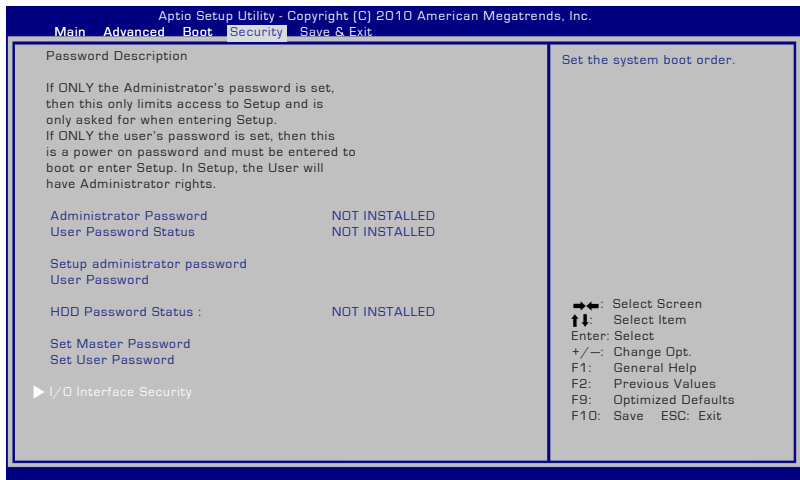 Aptio Setup Utility - Copyright (C) 2010 American Megatrends, Inc.
Main Advanced Boot Security Save & Exit
Password Description
If ONLY the Administrator's password is set,
then this only limits access to Setup and is
only asked for when entering Setup.
If ONLY the user's password is set, then this
is a power on password and must be entered to
boot or enter Setup. In Setup, the User will
have Administrator rights.
Administrator Password NOT INSTALLED
User Password Status NOT INSTALLED
Setup administrator password
User Password
HDD Password Status : NOT INSTALLED
Set Master Password
Set User Password
▶ I/O Interface Security
Set the system boot order.
→←: Select Screen
↑↓: Select Item
Enter: Select
+/—: Change Opt.
F1: General Help
F2: Previous Values
F9: Optimized Defaults
F10: Save ESC: Exit